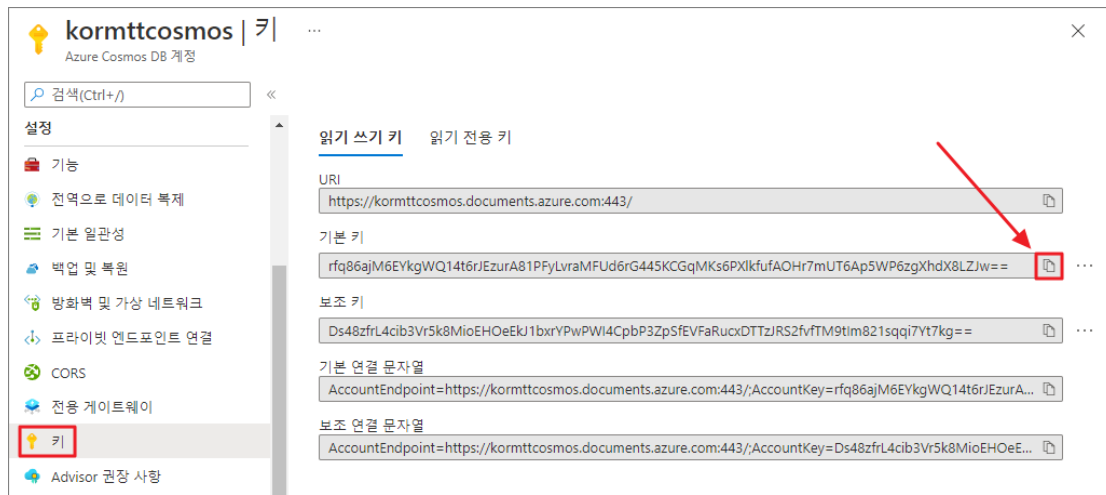 kormttcosmos | 키 ...
Azure Cosmos DB 계정
검색(Ctrl+/)
설정
기능
전역으로 데이터 복제
기본 일관성
백업 및 복원
방화벽 및 가상 네트워크
프라이빗 엔드포인트 연결
CORS
전용 게이트웨이
키
Advisor 권장 사항
읽기 쓰기 키 읽기 전용 키
URI
https://kormttcosmos.documents.azure.com:443/
기본 키
rfq86ajM6EYkgWQ14t6rJEzurA81PFyLvraMFUd6rG445KCGqMKs6PXlkfufAOHr7mUT6Ap5WP6zgXhdX8LZJw==
보조 키
Ds48zfrL4cib3Vr5k8MioEHOeEkJ1bxrYPwPWI4CpbP3ZpSfEVFaRucxDTTzJRS2fvfTM9tIm821sqqi7Yt7kg==
기본 연결 문자열
AccountEndpoint=https://kormttcosmos.documents.azure.com:443/;AccountKey=rfq86ajM6EYkgWQ14t6rJEzurA...
보조 연결 문자열
AccountEndpoint=https://kormttcosmos.documents.azure.com:443/;AccountKey=Ds48zfrL4cib3Vr5k8MioEHOeE...